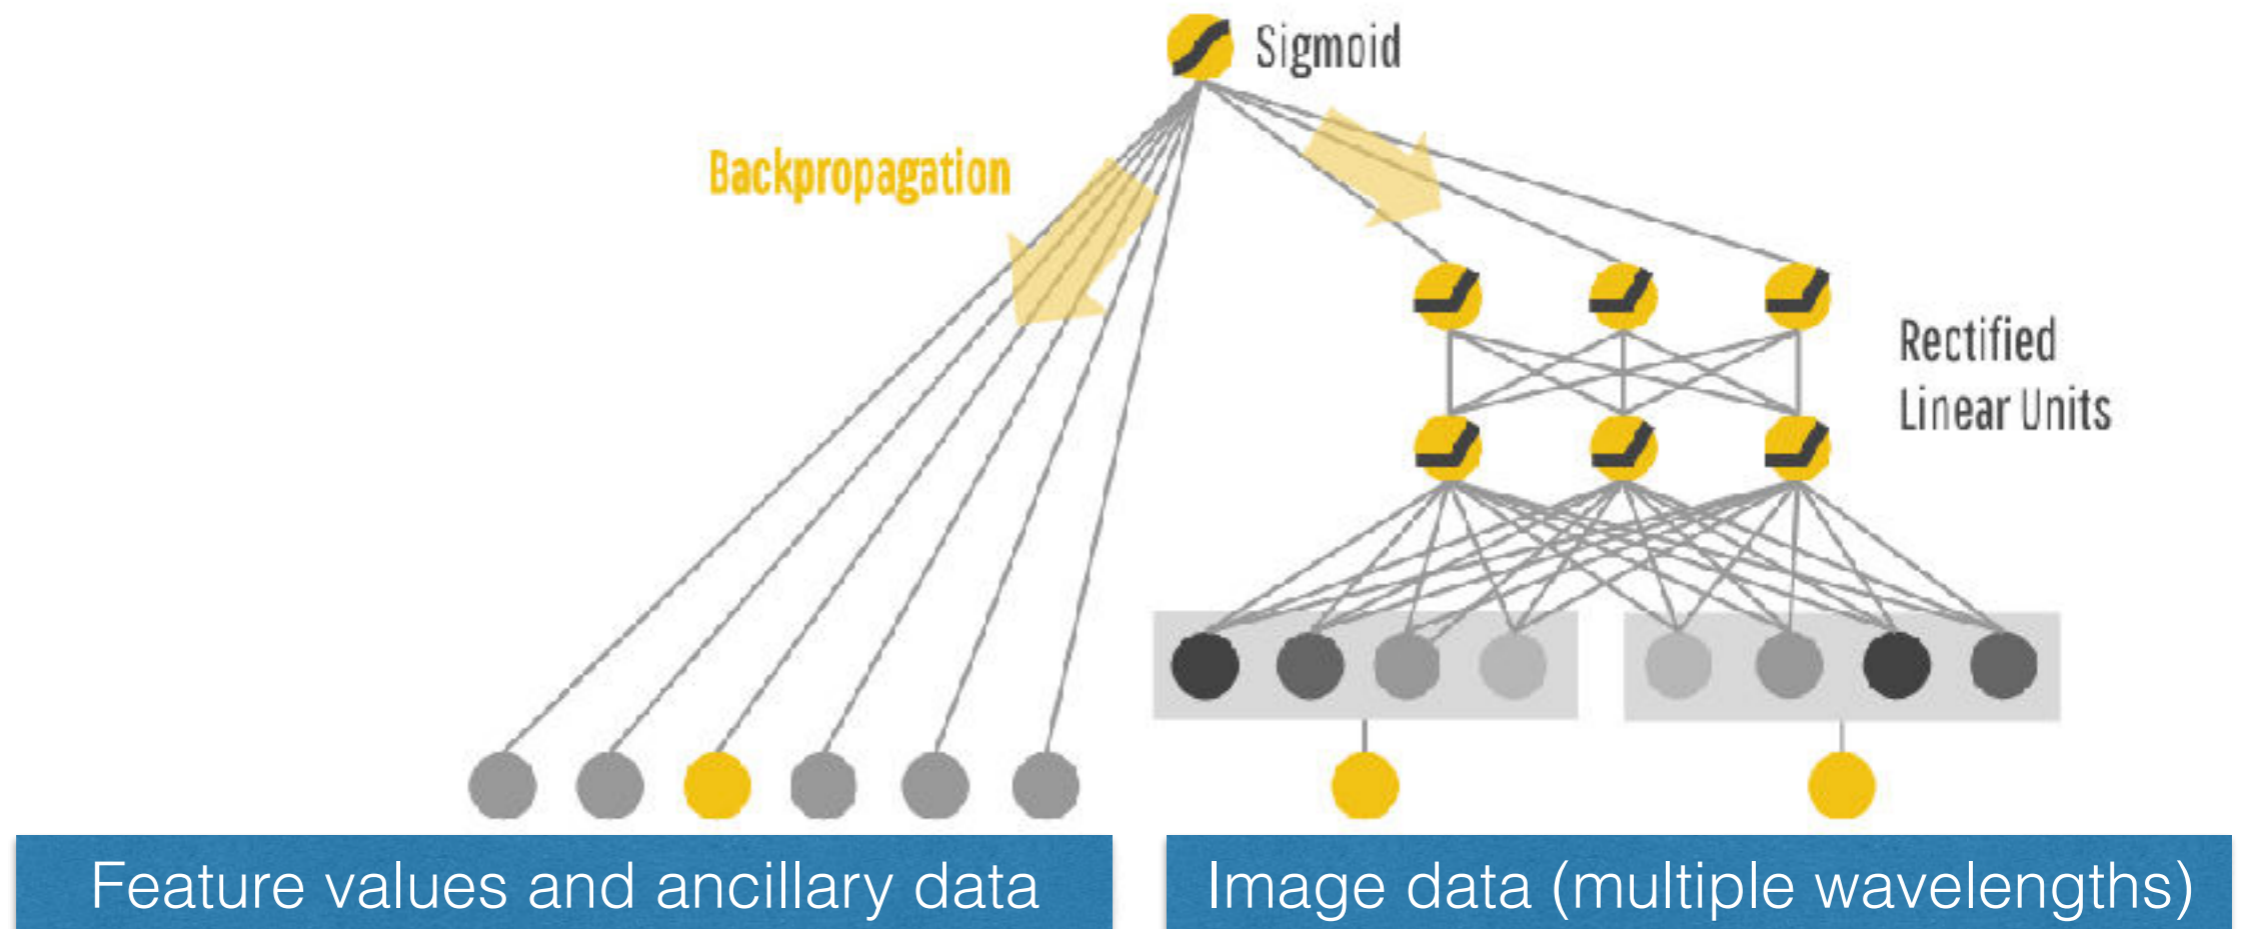 Sigmoid
Backpropagation
Rectified
Linear Units
Feature values and ancillary data
Image data (multiple wavelengths)